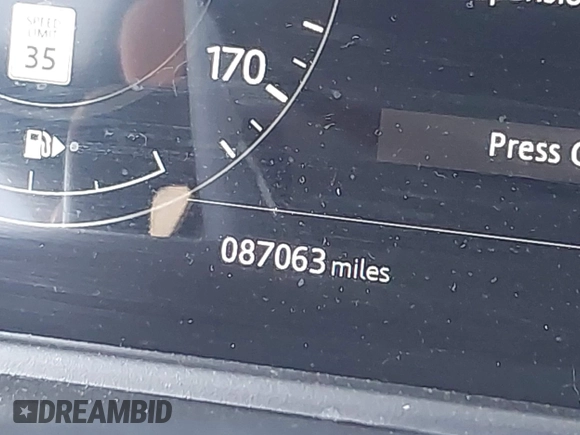 SPEED
LIMIT
35
170
Press
087063 miles
DREAMBID